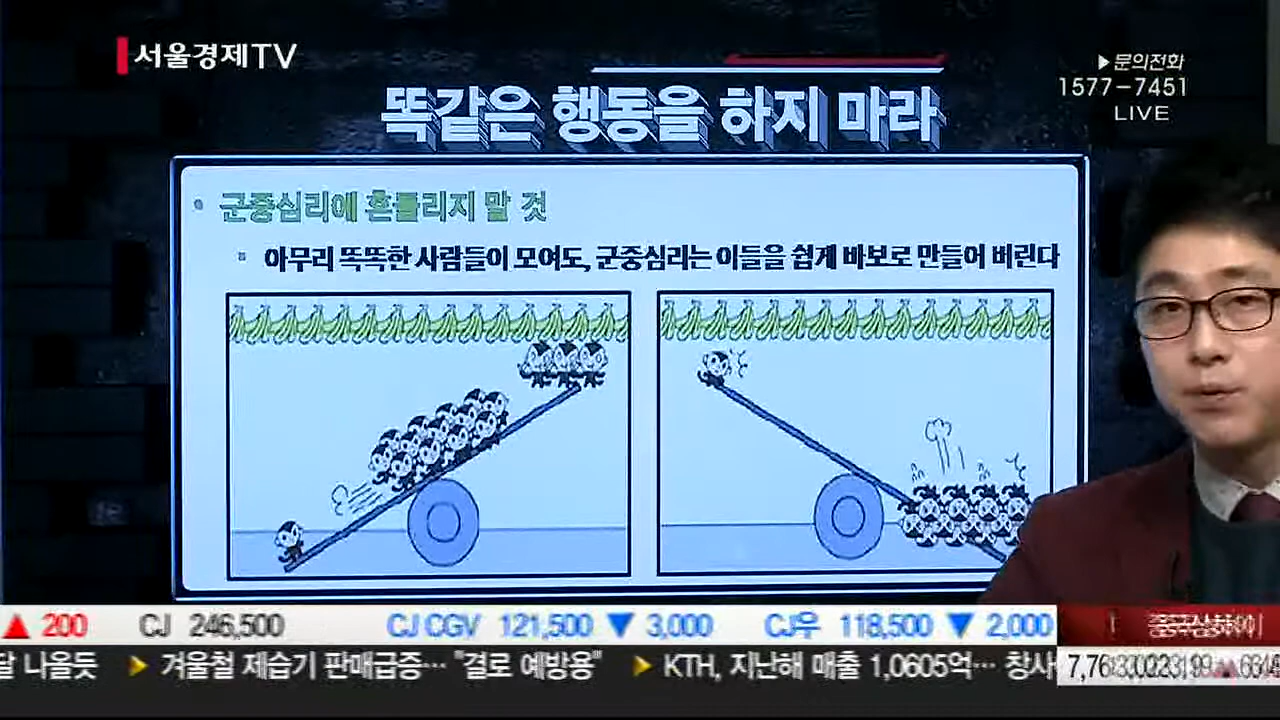 서울경제TV
▶문의전화
1577-7451
LIVE
똑같은 행동을 하지 마라
• 군중심리에 흔들리지 말 것
▫ 아무리 똑똑한 사람들이 모여도, 군중심리는 이들을 쉽게 바보로 만들어 버린다
▲ 200 CJ 246,500 CJ CGV 121,500 ▼ 3,000 CJ우 118,500 ▼ 2,000
나올듯 ▶ 겨울철 제습기 판매급증… "결로 예방용" ▶ KTH, 지난해 매출 1,0605억… 창사